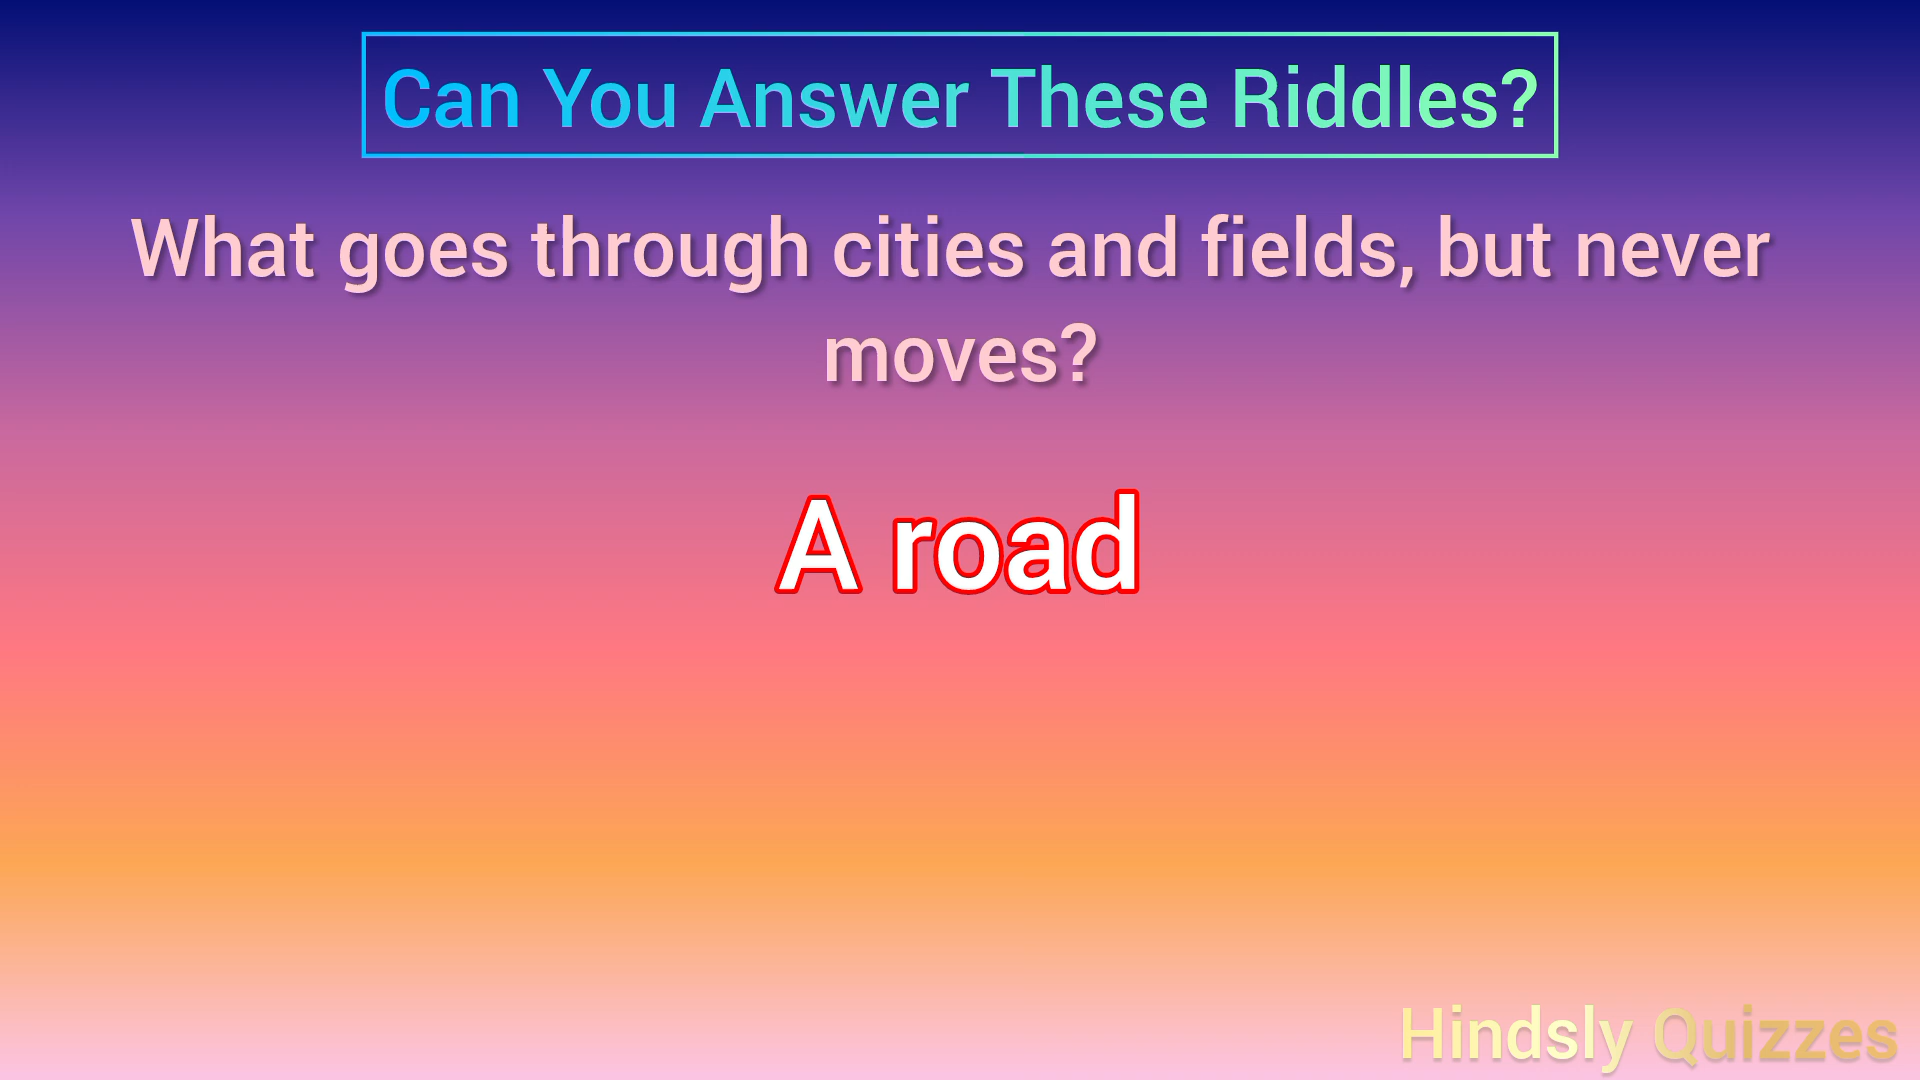 Can You Answer These Riddles?
What goes through cities and fields, but never
moves?
A road
Hindsly Quizzes